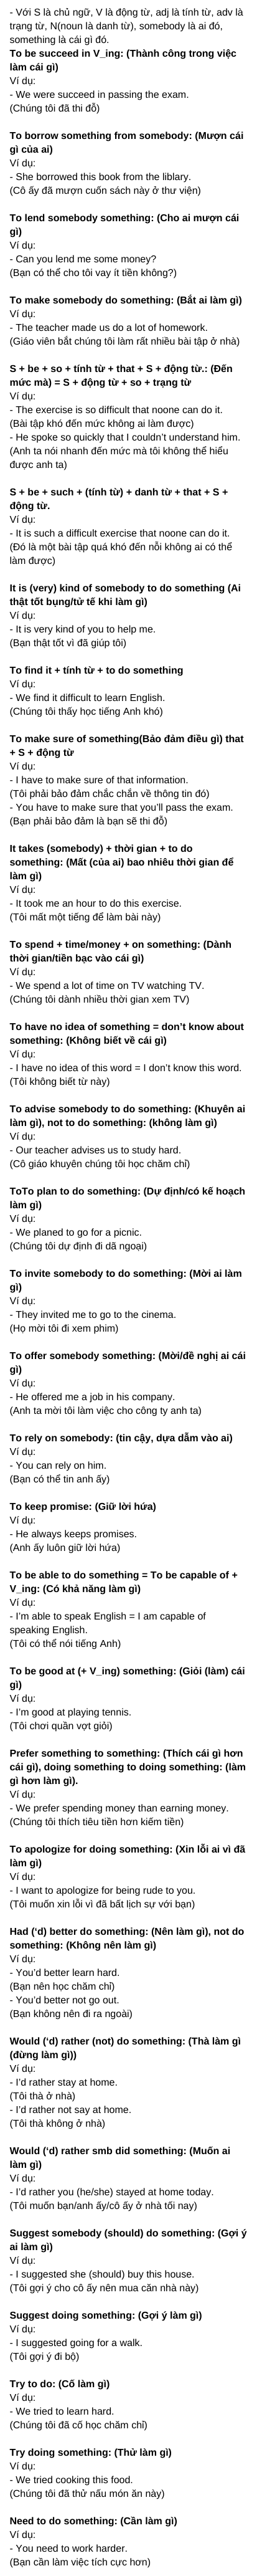 - Với S là chủ ngữ, V là động từ, adj là tính từ, adv là
trạng từ, N(noun là danh từ), somebody là ai đó,
something là cái gì đó.
To be succeed in V_ing: (Thành công trong việc
làm cái gì)
Ví dụ:
- We were succeed in passing the exam.
(Chúng tôi đã thi đỗ)
To borrow something from somebody: (Mượn cái
gì của ai)
Ví dụ:
- She borrowed this book from the liblary.
(Cô ấy đã mượn cuốn sách này ở thư viện)
To lend somebody something: (Cho ai mượn cái
gì)
Ví dụ:
- Can you lend me some money?
(Bạn có thể cho tôi vay ít tiền không?)
To make somebody do something: (Bắt ai làm gì)
Ví dụ:
- The teacher made us do a lot of homework.
(Giáo viên bắt chúng tôi làm rất nhiều bài tập ở nhà)
S + be + so + tính từ + that + S + động từ.: (Đến
mức mà) = S + động từ + so + trạng từ
Ví dụ:
- The exercise is so difficult that noone can do it.
(Bài tập khó đến mức không ai làm được)
- He spoke so quickly that I couldn't understand him.
(Anh ta nói nhanh đến mức mà tôi không thể hiểu
được anh ta)
S + be + such + (tính từ) + danh từ + that + S +
động từ.
Ví dụ:
- It is such a difficult exercise that noone can do it.
(Đó là một bài tập quá khó đến nỗi không ai có thể
làm được)
It is (very) kind of somebody to do something (Ai
thật tốt bụng/tử tế khi làm gì)
Ví dụ:
- It is very kind of you to help me.
(Bạn thật tốt vì đã giúp tôi)
To find it + tính từ + to do something
Ví dụ:
- We find it difficult to learn English.
(Chúng tôi thấy học tiếng Anh khó)
To make sure of something(Bảo đảm điều gì) that
+ S + động từ
Ví dụ:
- I have to make sure of that information.
(Tôi phải bảo đảm chắc chắn về thông tin đó)
- You have to make sure that you'll pass the exam.
(Bạn phải bảo đảm là bạn sẽ thi đỗ)
It takes (somebody) + thời gian + to do
something: (Mất (của ai) bao nhiêu thời gian để
làm gì)
Ví dụ:
- It took me an hour to do this exercise.
(Tôi mất một tiếng để làm bài này)
To spend + time/money + on something: (Dành
thời gian/tiền bạc vào cái gì)
Ví dụ:
- We spend a lot of time on TV watching TV.
(Chúng tôi dành nhiều thời gian xem TV)
To have no idea of something = don't know about
something: (Không biết về cái gì)
Ví dụ:
- I have no idea of this word = I don't know this word.
(Tôi không biết từ này)
To advise somebody to do something: (Khuyên ai
làm gì), not to do something: (không làm gì)
Ví dụ:
- Our teacher advises us to study hard.
(Cô giáo khuyên chúng tôi học chăm chỉ)
ToTo plan to do something: (Dự định/có kế hoạch
làm gì)
Ví dụ:
- We planed to go for a picnic.
(Chúng tôi dự định đi dã ngoại)
To invite somebody to do something: (Mời ai làm
gì)
Ví dụ:
- They invited me to go to the cinema.
(Họ mời tôi đi xem phim)
To offer somebody something: (Mời/đề nghị ai cái
gì)
Ví dụ:
- He offered me a job in his company.
(Anh ta mời tôi làm việc cho công ty anh ta)
To rely on somebody: (tin cậy, dựa dẫm vào ai)
Ví dụ:
- You can rely on him.
(Bạn có thể tin anh ấy)
To keep promise: (Giữ lời hứa)
Ví dụ:
- He always keeps promises.
(Anh ấy luôn giữ lời hứa)
To be able to do something = To be capable of +
V_ing: (Có khả năng làm gì)
Ví dụ:
- I'm able to speak English = I am capable of
speaking English.
(Tôi có thể nói tiếng Anh)
To be good at (+ V_ing) something: (Giỏi (làm) cái
gì)
Ví dụ:
- I'm good at playing tennis.
(Tôi chơi quần vợt giỏi)
Prefer something to something: (Thích cái gì hơn
cái gì), doing something to doing something: (làm
gì hơn làm gì).
Ví dụ:
- We prefer spending money than earning money.
(Chúng tôi thích tiêu tiền hơn kiếm tiền)
To apologize for doing something: (Xin lỗi ai vì đã
làm gì)
Ví dụ:
- I want to apologize for being rude to you.
(Tôi muốn xin lỗi vì đã bất lịch sự với bạn)
Had ('d) better do something: (Nên làm gì), not do
something: (Không nên làm gì)
Ví dụ:
- You'd better learn hard.
(Bạn nên học chăm chỉ)
- You'd better not go out.
(Bạn không nên đi ra ngoài)
Would ('d) rather (not) do something: (Thà làm gì
(đừng làm gì))
Ví dụ:
- I'd rather stay at home.
(Tôi thà ở nhà)
- I'd rather not say at home.
(Tôi thà không ở nhà)
Would ('d) rather smb did something: (Muốn ai
làm gì)
Ví dụ:
- I'd rather you (he/she) stayed at home today.
(Tôi muốn bạn/anh ấy/cô ấy ở nhà tối nay)
Suggest somebody (should) do something: (Gợi ý
ai làm gì)
Ví dụ:
- I suggested she (should) buy this house.
(Tôi gợi ý cho cô ấy nên mua căn nhà này)
Suggest doing something: (Gợi ý làm gì)
Ví dụ:
- I suggested going for a walk.
(Tôi gợi ý đi bộ)
Try to do: (Cố làm gì)
Ví dụ:
- We tried to learn hard.
(Chúng tôi đã cố học chăm chỉ)
Try doing something: (Thử làm gì)
Ví dụ:
- We tried cooking this food.
(Chúng tôi đã thử nấu món ăn này)
Need to do something: (Cần làm gì)
Ví dụ:
- You need to work harder.
(Bạn cần làm việc tích cực hơn)